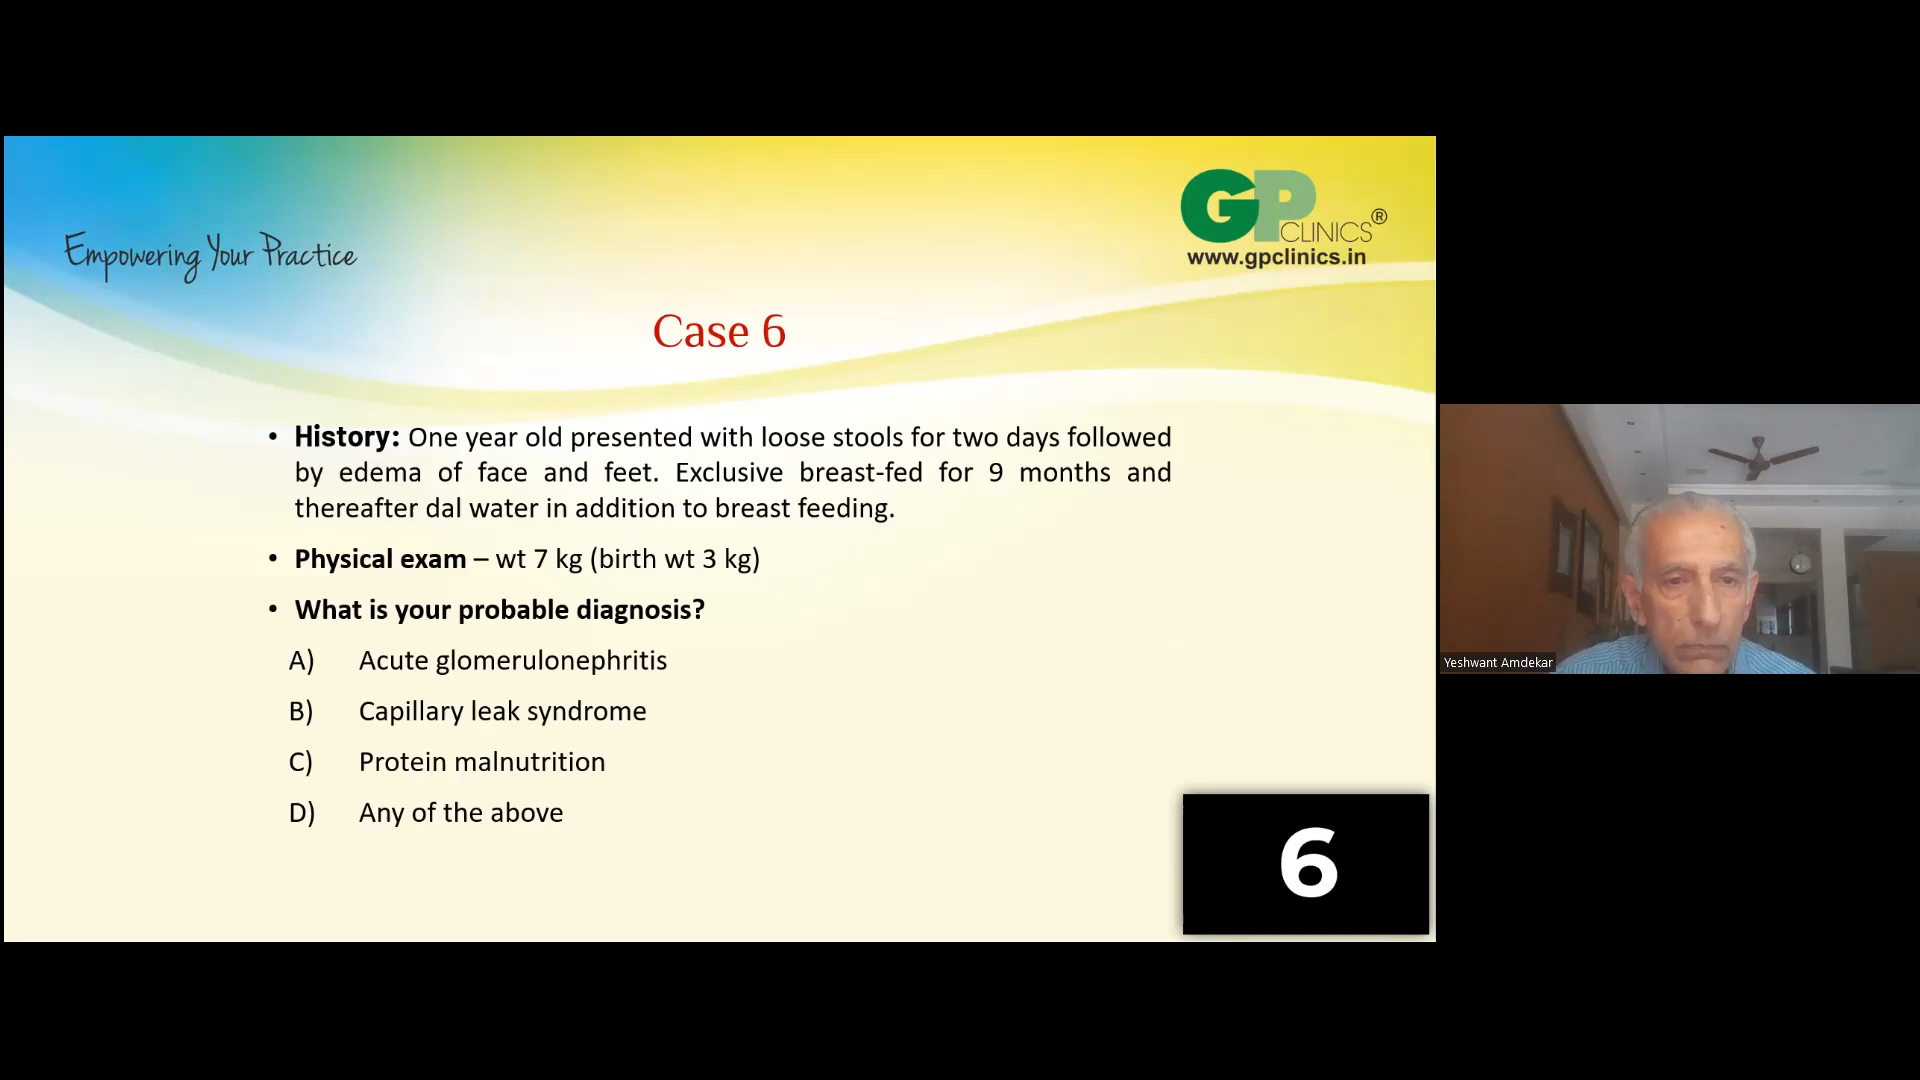 Empowering Your Practice
GP CLINICS®
www.gpclinics.in
Case 6
• History: One year old presented with loose stools for two days followed
by edema of face and feet. Exclusive breast-fed for 9 months and
thereafter dal water in addition to breast feeding.
• Physical exam – wt 7 kg (birth wt 3 kg)
• What is your probable diagnosis?
A) Acute glomerulonephritis
B) Capillary leak syndrome
C) Protein malnutrition
D) Any of the above
6
Yeshwant Amdekar